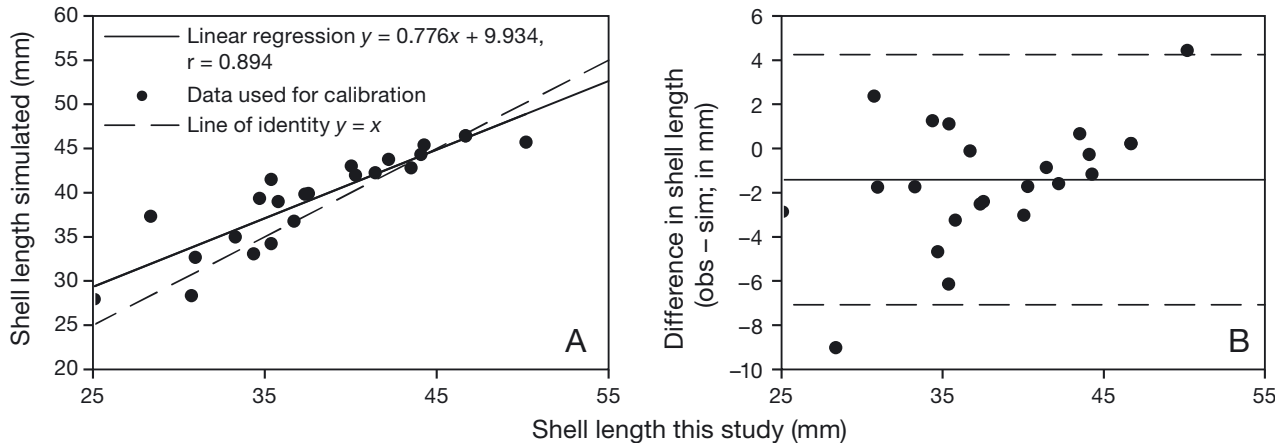 Shell length simulated (mm)
60
55
50
45
40
35
30
25
20
Linear regression y = 0.776x + 9.934,
r = 0.894
Data used for calibration
Line of identity y = x
A
25
35
45
55
Difference in shell length
(obs – sim; in mm)
6
4
2
0
–2
–4
–6
–8
–10
B
25
35
45
55
Shell length this study (mm)